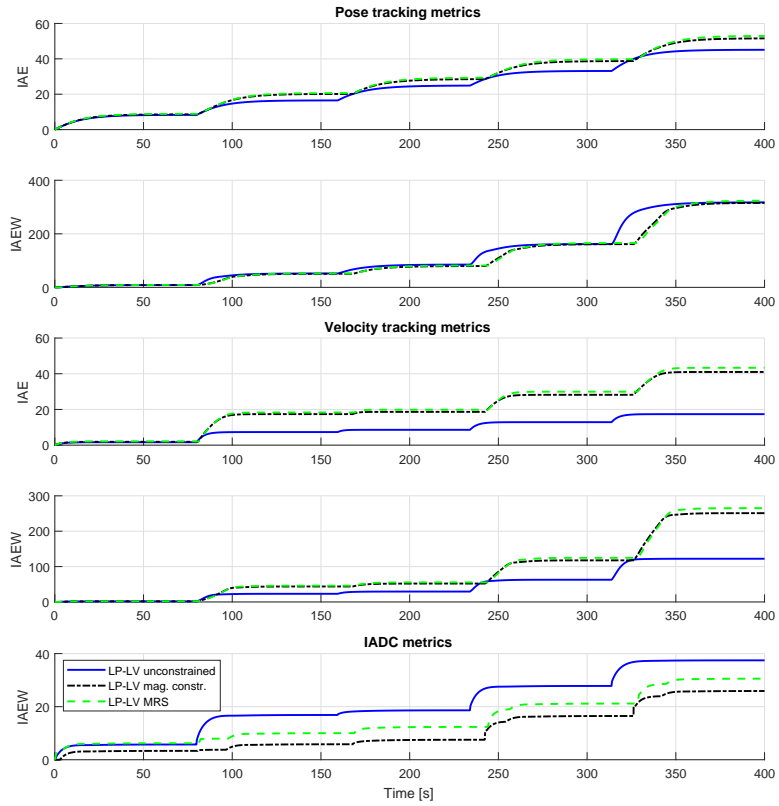 Pose tracking metrics
IAE
60
40
20
0
0 50 100 150 200 250 300 350 400
IAEW
400
200
0
0 50 100 150 200 250 300 350 400
Velocity tracking metrics
IAE
60
40
20
0
0 50 100 150 200 250 300 350 400
IAEW
300
200
100
0
0 50 100 150 200 250 300 350 400
IADC metrics
IAEW
40
20
0
LP-LV unconstrained
LP-LV mag. constr.
LP-LV MRS
0 50 100 150 200 250 300 350 400
Time [s]